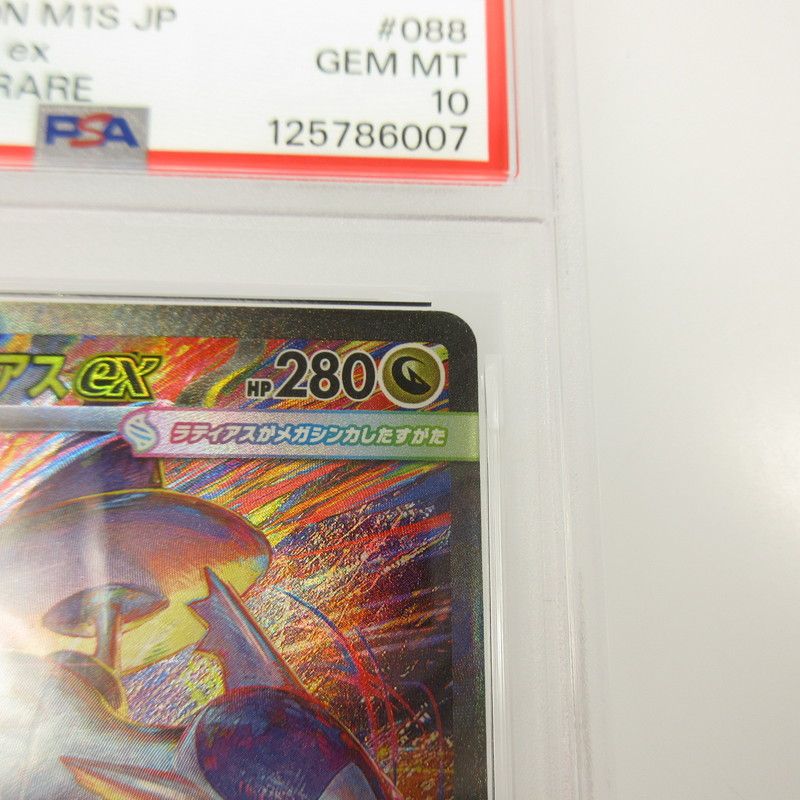 ON M1S JP #088
ex GEM MT
RARE 10
PSA 125786007
アスex HP280
ラティアスがメガシンカしたすがた